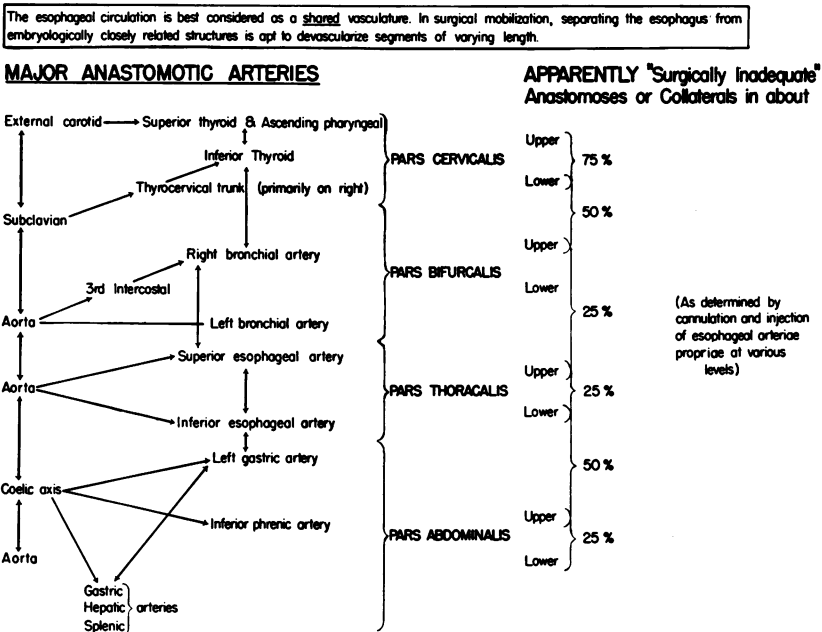 The esophageal circulation is best considered as a shared vasculature. In surgical mobilization, separating the esophagus from
embryologically closely related structures is apt to devascularize segments of varying length.
MAJOR ANASTOMOTIC ARTERIES
APPARENTLY "Surgically Inadequate"
Anastomoses or Collaterals in about
External carotid
Superior thyroid & Ascending pharyngeal
Inferior Thyroid
Thyrocervical trunk (primarily on right)
Subclavian
Right bronchial artery
3rd Intercostal
Aorta
Left bronchial artery
Superior esophageal artery
Aorta
Inferior esophageal artery
Left gastric artery
Coelic axis
Inferior phrenic artery
Aorta
Gastric
Hepatic
Splenic
arteries
PARS CERVICALIS
PARS BIFURCALIS
PARS THORACALIS
PARS ABDOMINALIS
Upper
75 %
Lower
50 %
Upper
Lower
25 %
Upper
25 %
Lower
50 %
Upper
25 %
Lower
(As determined by
cannulation and injection
of esophageal arteriae
propriae at various
levels)